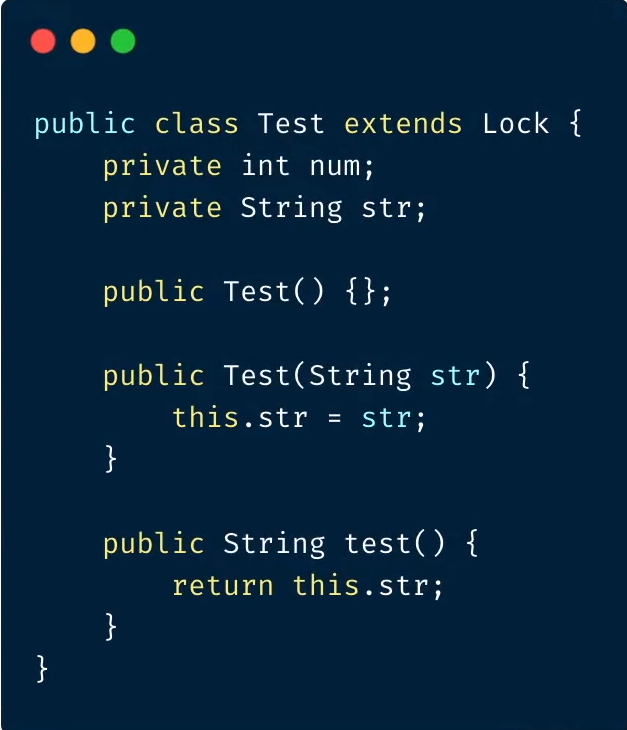 public class Test extends Lock {
    private int num;
    private String str;

    public Test() {};

    public Test(String str) {
        this.str = str;
    }

    public String test() {
        return this.str;
    }
}